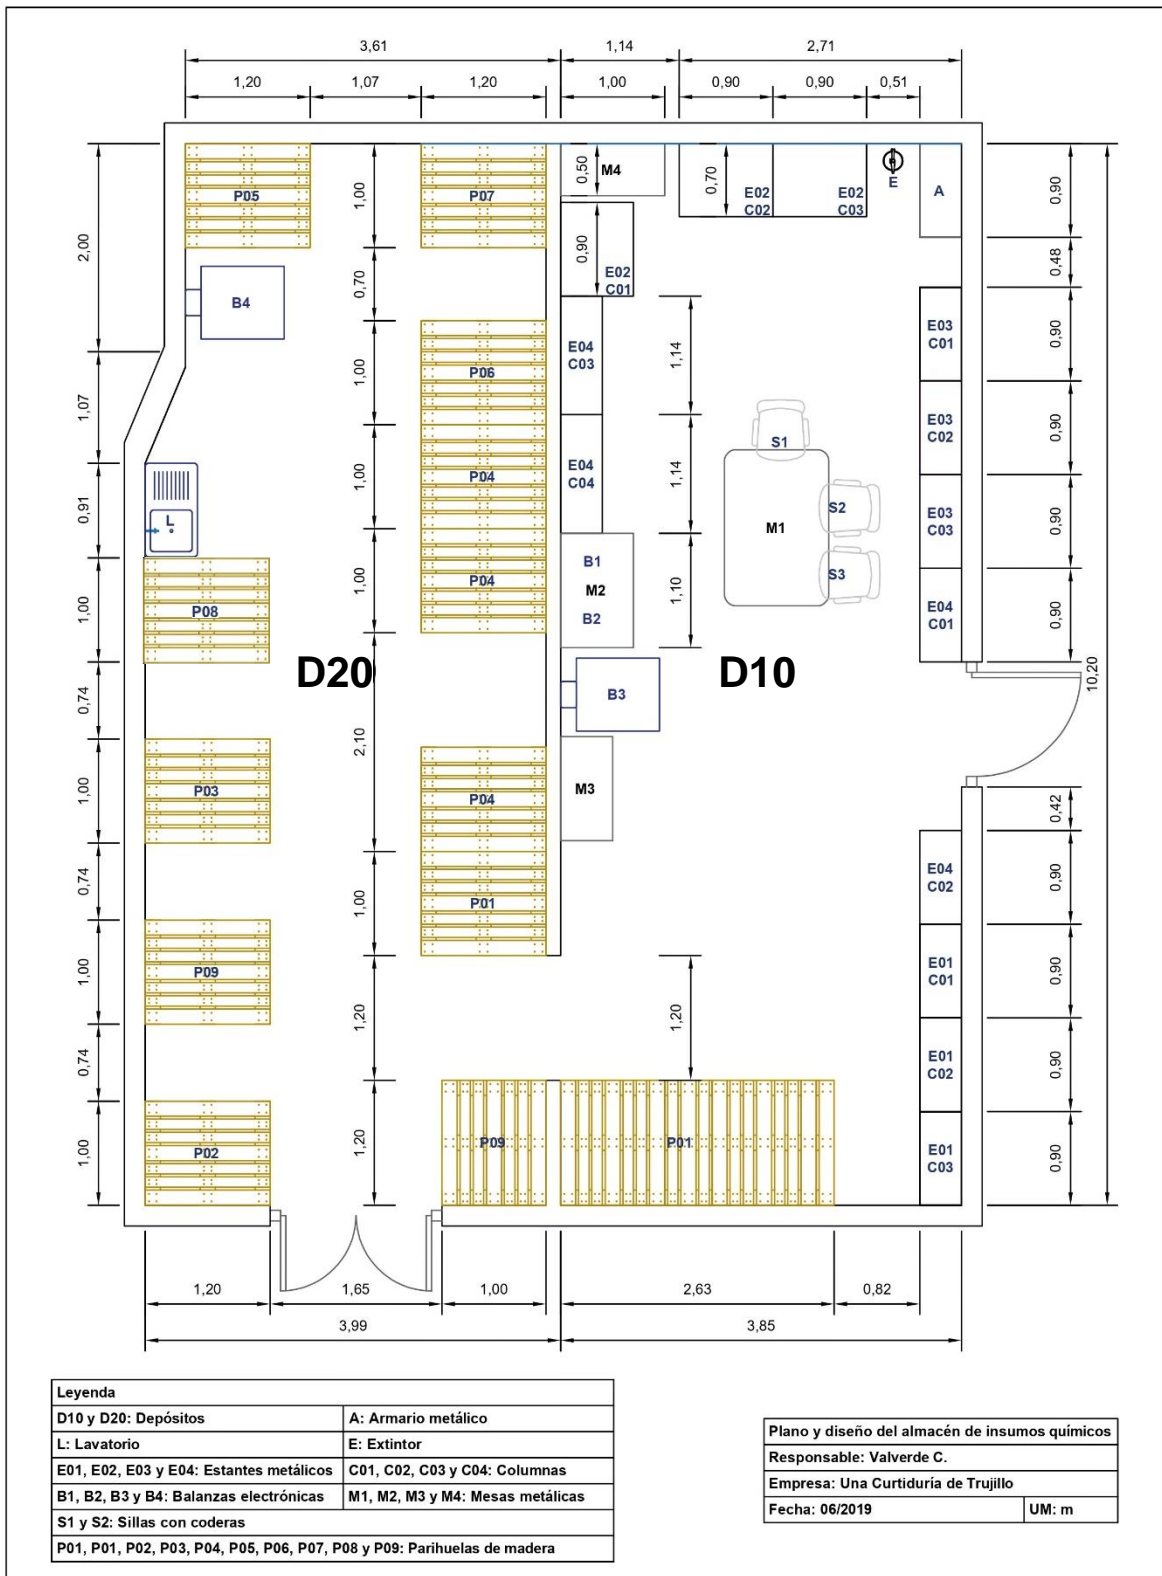 3,61 1,14 2,71
1,20 1,07 1,20 1,00 0,90 0,90 0,51
P05 P07 M4 E02 C02 E02 C03 E A
2,00 1,00 0,50 0,70 0,90
B4 0,70 0,90 E02 C01 0,48
P06 1,00 E04 C03 1,14 E03 C01 0,90
1,07 S1 E03 C02 0,90
L 0,91 P04 1,00 E04 C04 1,14 M1 S2 E03 C03 0,90
P08 1,00 P04 1,00 B1 M2 B2 1,10 S3 E04 C01 0,90
D20 D10
0,74 B3 10,20
P03 1,00 2,10 P04 M3 0,42
0,74 P01 1,00 E04 C02 0,90
P09 1,00 1,20 1,20 E01 C01 0,90
0,74 E01 C02 0,90
P02 1,00 1,20 P09 P01 E01 C03 0,90
1,20 1,65 1,00 2,63 0,82
3,99 3,85
Leyenda
D10 y D20: Depósitos A: Armario metálico
L: Lavatorio E: Extintor
E01, E02, E03 y E04: Estantes metálicos C01, C02, C03 y C04: Columnas
B1, B2, B3 y B4: Balanzas electrónicas M1, M2, M3 y M4: Mesas metálicas
S1 y S2: Sillas con coderas
P01, P01, P02, P03, P04, P05, P06, P07, P08 y P09: Parihuelas de madera
Plano y diseño del almacén de insumos químicos
Responsable: Valverde C.
Empresa: Una Curtiduría de Trujillo
Fecha: 06/2019 UM: m